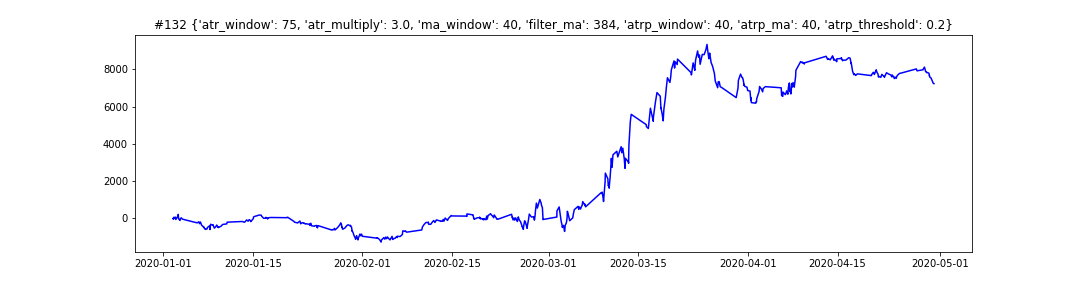 #132 {'atr_window': 75, 'atr_multiply': 3.0, 'ma_window': 40, 'filter_ma': 384, 'atrp_window': 40, 'atrp_ma': 40, 'atrp_threshold': 0.2}
8000
6000
4000
2000
0
2020-01-01 2020-01-15 2020-02-01 2020-02-15 2020-03-01 2020-03-15 2020-04-01 2020-04-15 2020-05-01